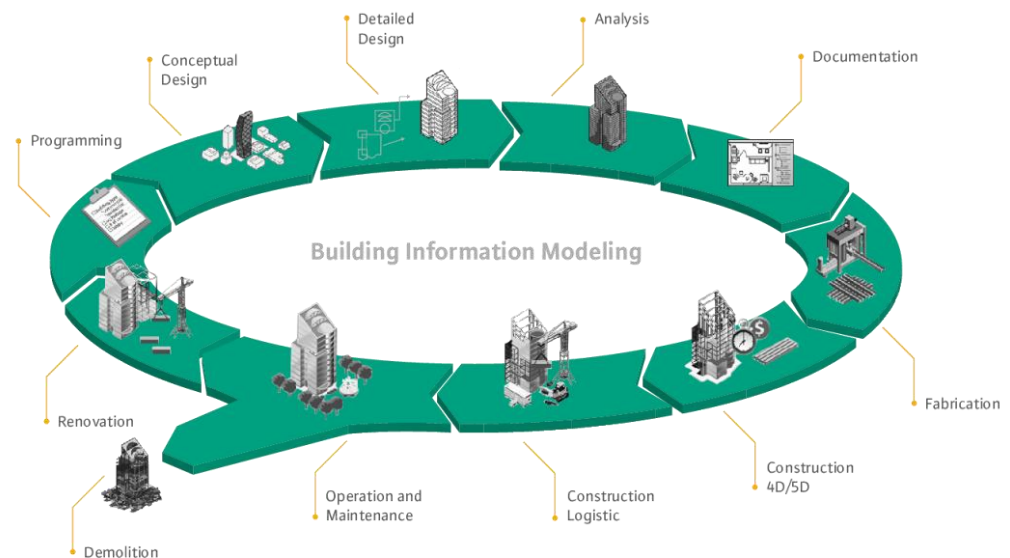 Detailed
Design
Analysis
Conceptual
Design
Documentation
Programming
Building Information Modeling
$
Fabrication
Renovation
Construction
4D/5D
Operation and
Maintenance
Construction
Logistic
Demolition